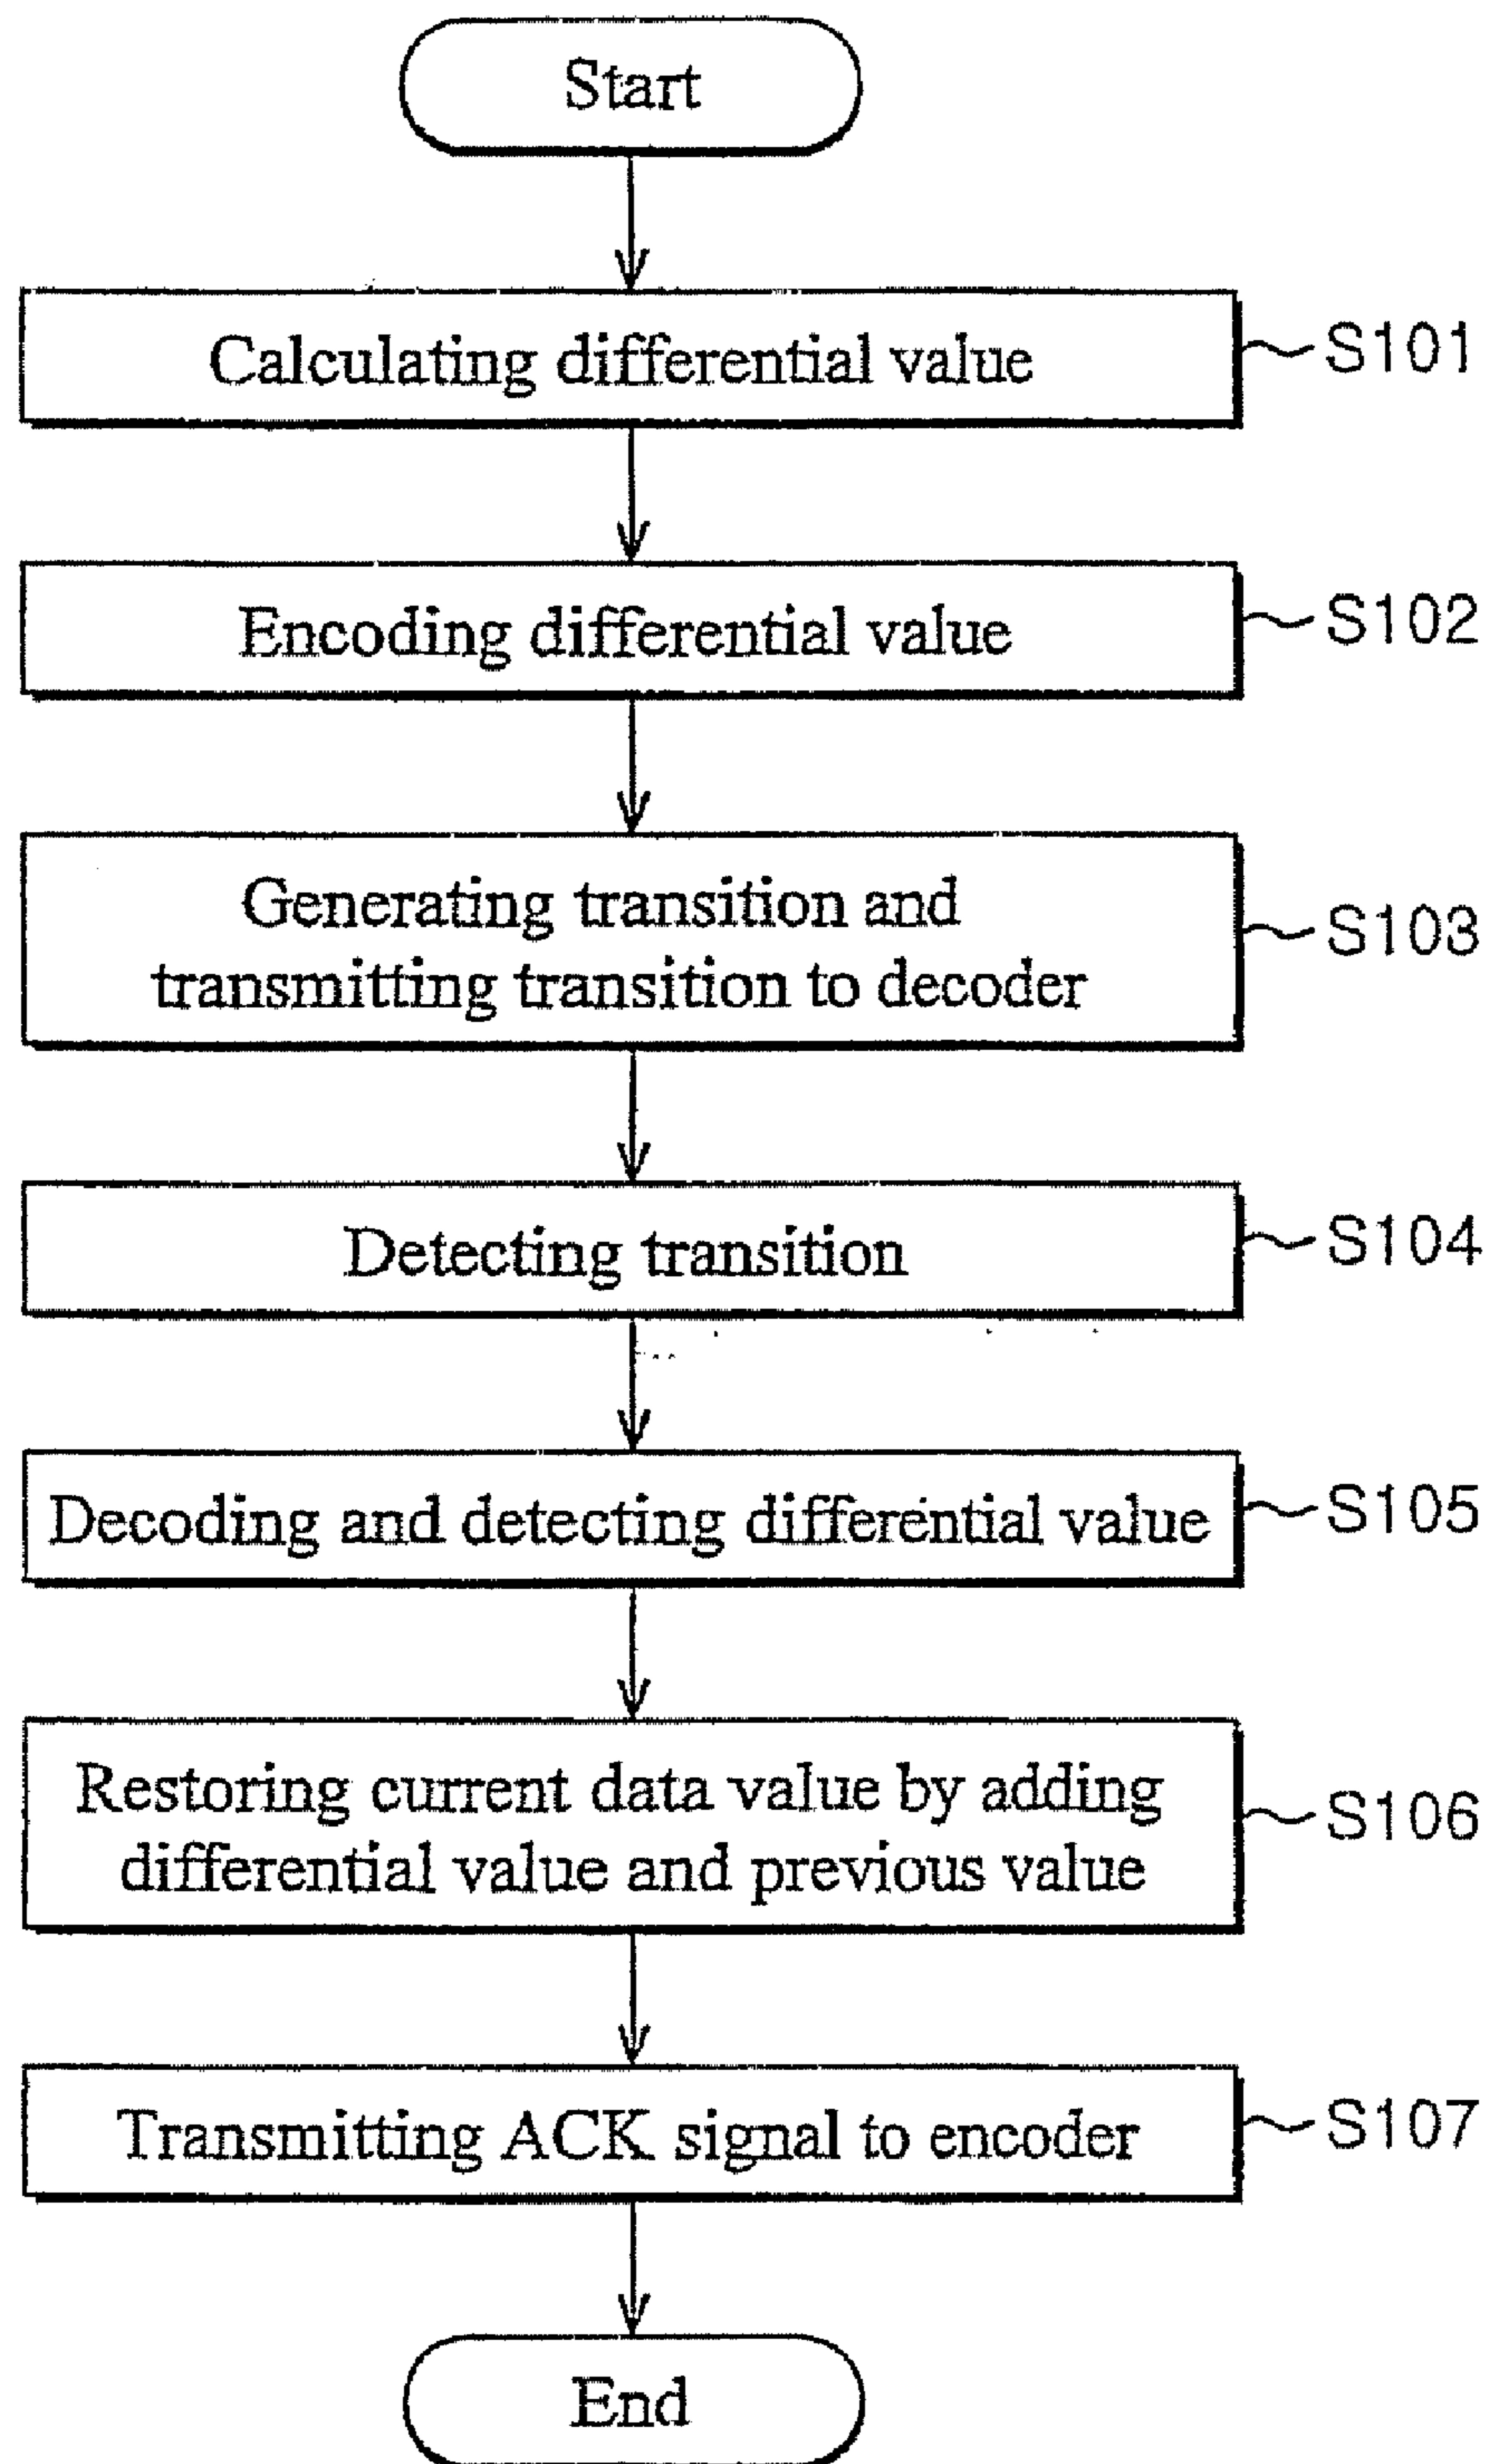 Start
Calculating differential value
S101
Encoding differential value
S102
Generating transition and
transmitting transition to decoder
S103
Detecting transition
S104
Decoding and detecting differential value
S105
Restoring current data value by adding
differential value and previous value
S106
Transmitting ACK signal to encoder
S107
End